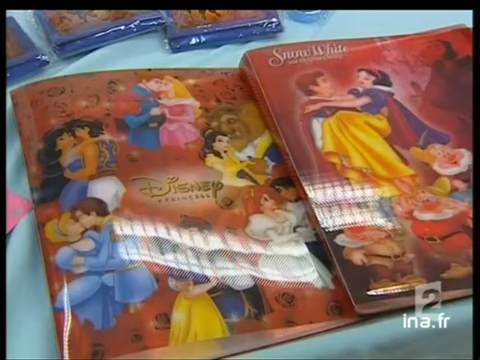 Snow White
DISNEY
PRINCESS
2
ina.fr